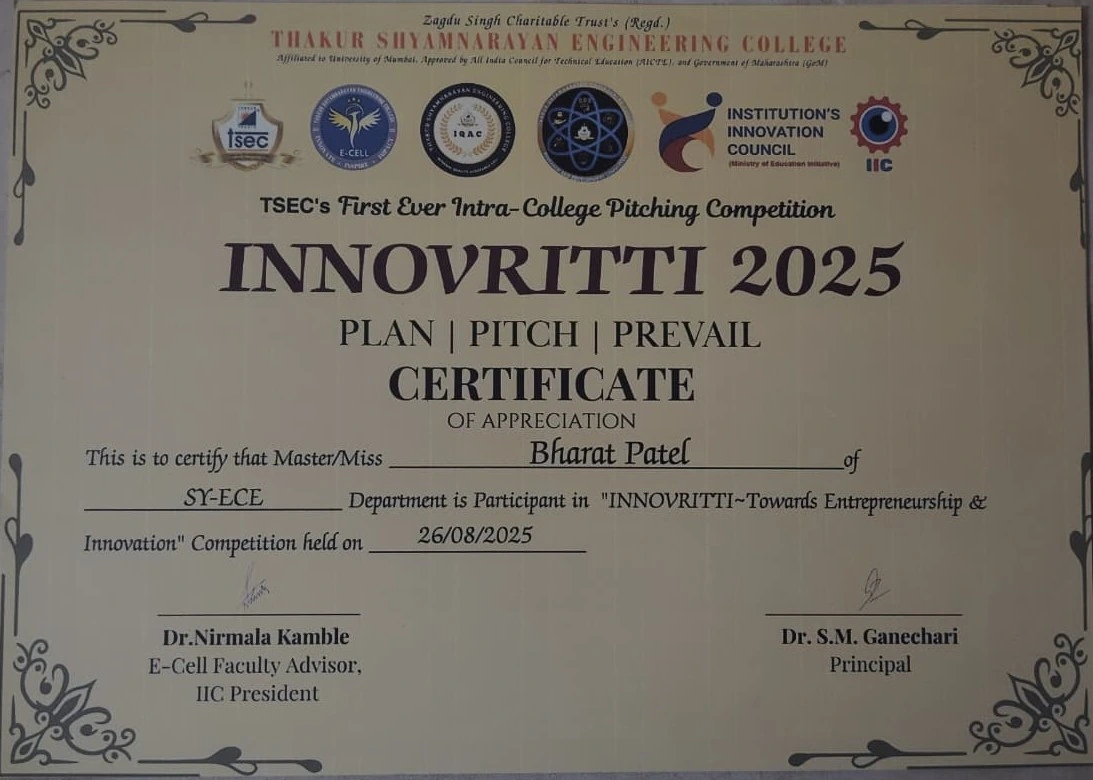 Zagdu Singh Charitable Trust's (Regd.)
THAKUR SHYAMNARAYAN ENGINEERING COLLEGE
Affiliated to University of Mumbai, Approved by All India Council for Technical Education (AICTE), and Government of Maharashtra (GoM)
tsec
E-CELL
THAKUR SHYAMNARAYAN ENGINEERING COLLEGE
IQAC
INSTITUTION'S
INNOVATION
COUNCIL
(Ministry of Education Initiative)
IIC
TSEC's First Ever Intra-College Pitching Competition
INNOVRITTI 2025
PLAN | PITCH | PREVAIL
CERTIFICATE
OF APPRECIATION
This is to certify that Master/Miss Bharat Patel of
SY-ECE Department is Participant in "INNOVRITTI~Towards Entrepreneurship &
Innovation" Competition held on 26/08/2025
Dr.Nirmala Kamble
E-Cell Faculty Advisor,
IIC President
Dr. S.M. Ganechari
Principal